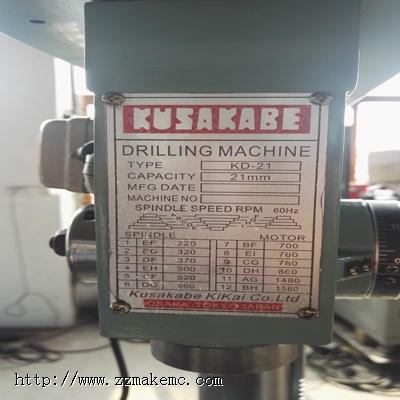 KUSAKABE
DRILLING MACHINE
TYPE KD-21
CAPACITY 21mm
MFG DATE
MACHINE NO
SPINDLE SPEED RPM 60Hz
SPINDLE MOTOR
1 EF 220 7 BF 700
2 EG 320 8 EI 760
3 DF 370 9 CG 780
4 EH 500 10 DH 860
5 CF 520 11 AG 1480
6 DG 660 12 BH 1580
Kusakabe KiKai Co.Ltd
OSAKA, TOKYO JAPAN
http://www.zzmakemc.com